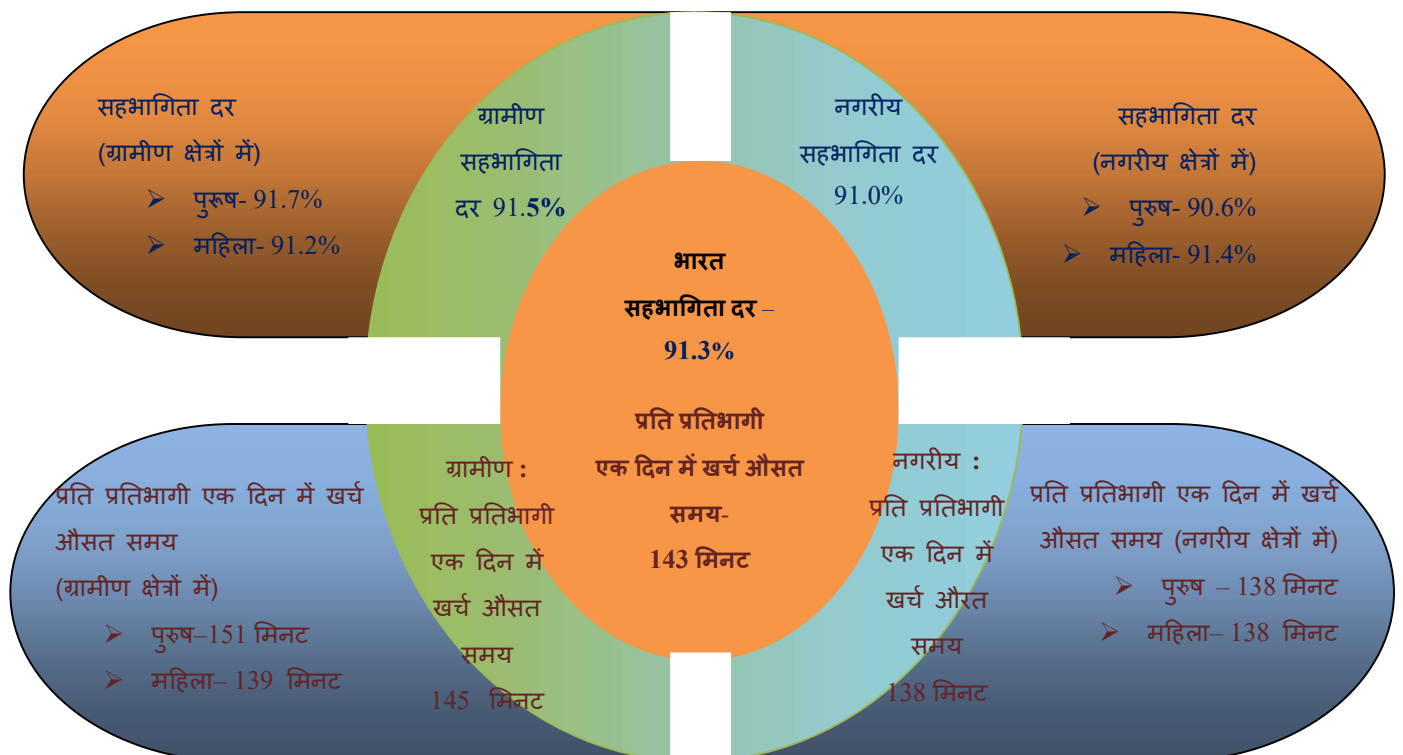 सहभागिता दर
(ग्रामीण क्षेत्रों में)
➢ पुरूष- 91.7%
➢ महिला- 91.2%
ग्रामीण
सहभागिता
दर 91.5%
नगरीय
सहभागिता दर
91.0%
सहभागिता दर
(नगरीय क्षेत्रों में)
➢ पुरुष- 90.6%
➢ महिला- 91.4%
भारत
सहभागिता दर –
91.3%
प्रति प्रतिभागी
एक दिन में खर्च औसत
समय-
143 मिनट
प्रति प्रतिभागी एक दिन में खर्च
औसत समय
(ग्रामीण क्षेत्रों में)
➢ पुरुष–151 मिनट
➢ महिला– 139 मिनट
ग्रामीण :
प्रति प्रतिभागी
एक दिन में
खर्च औसत
समय
145 मिनट
नगरीय :
प्रति प्रतिभागी
एक दिन में
खर्च औरत
समय
138 मिनट
प्रति प्रतिभागी एक दिन में खर्च
औसत समय (नगरीय क्षेत्रों में)
➢ पुरुष – 138 मिनट
➢ महिला– 138 मिनट